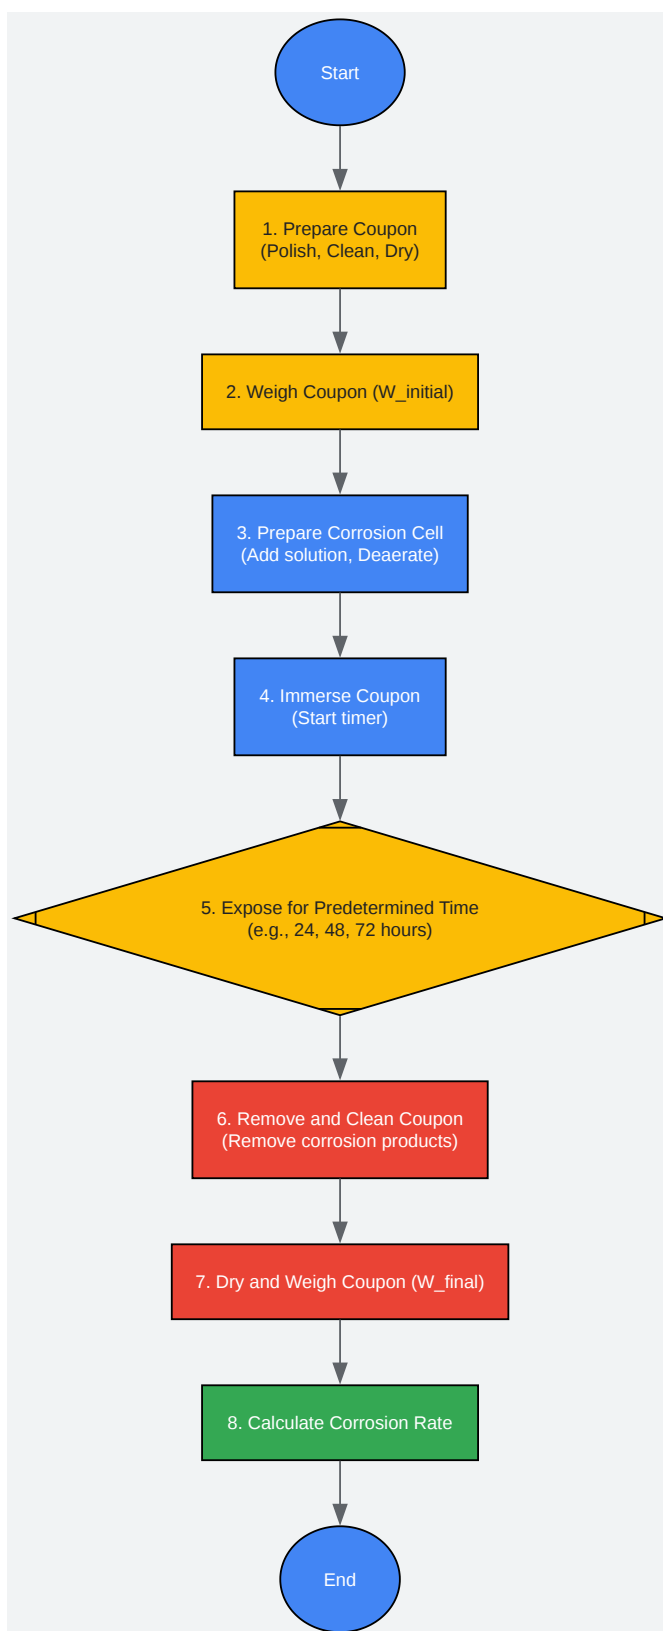 Start
1. Prepare Coupon
(Polish, Clean, Dry)
2. Weigh Coupon (W_initial)
3. Prepare Corrosion Cell
(Add solution, Deaerate)
4. Immerse Coupon
(Start timer)
5. Expose for Predetermined Time
(e.g., 24, 48, 72 hours)
6. Remove and Clean Coupon
(Remove corrosion products)
7. Dry and Weigh Coupon (W_final)
8. Calculate Corrosion Rate
End